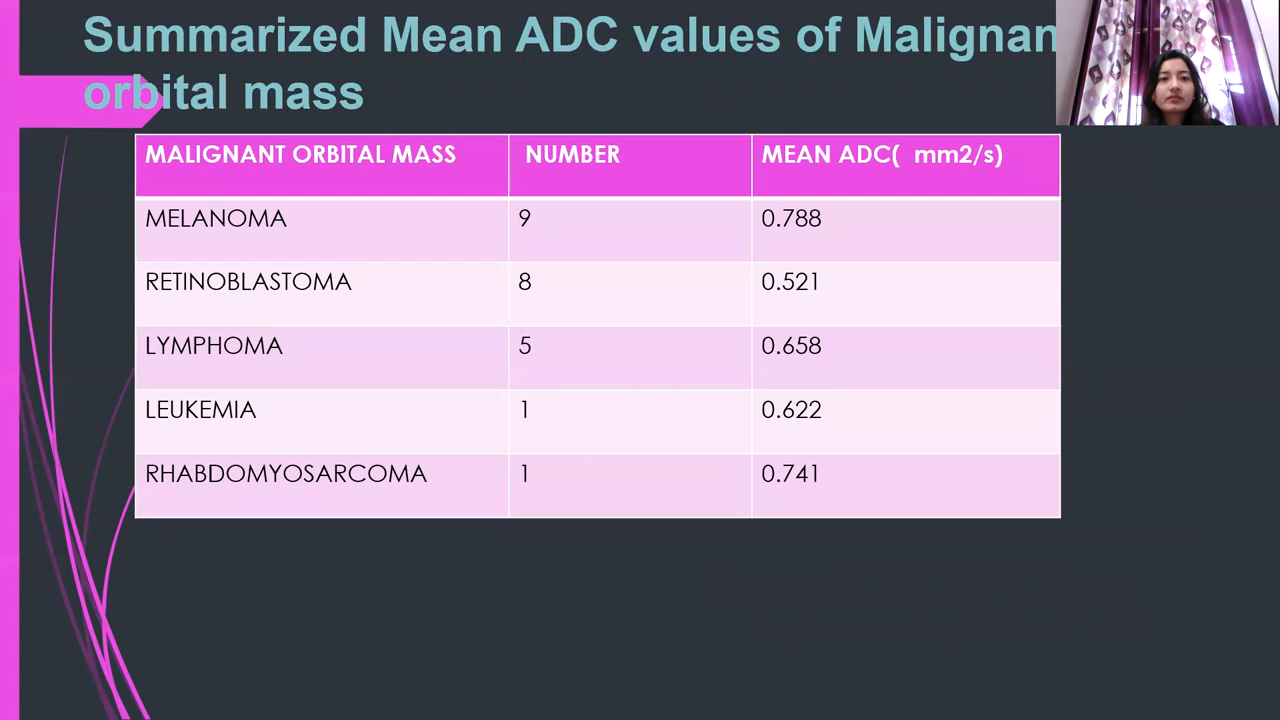 Summarized Mean ADC values of Malignan
orbital mass
MALIGNANT ORBITAL MASS NUMBER MEAN ADC( mm2/s)
MELANOMA 9 0.788
RETINOBLASTOMA 8 0.521
LYMPHOMA 5 0.658
LEUKEMIA 1 0.622
RHABDOMYOSARCOMA 1 0.741